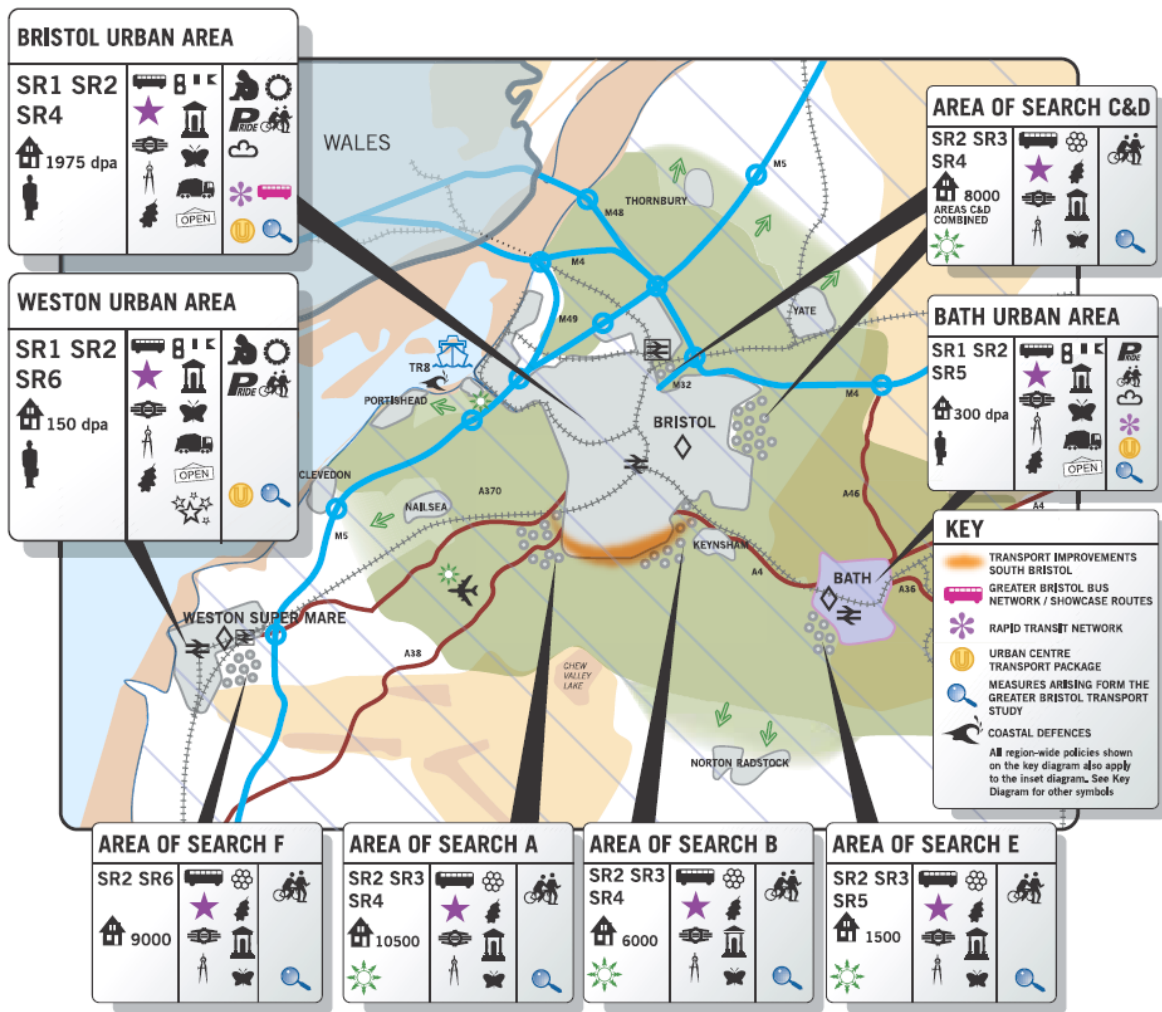 BRISTOL URBAN AREA
SR1 SR2
SR4
1975 dpa
PRIDE
OPEN
U
WESTON URBAN AREA
SR1 SR2
SR6
150 dpa
PRIDE
OPEN
U
AREA OF SEARCH C&D
SR2 SR3
SR4
8000
AREAS C&D
COMBINED
BATH URBAN AREA
SR1 SR2
SR5
300 dpa
PRIDE
OPEN
U
KEY
TRANSPORT IMPROVEMENTS
SOUTH BRISTOL
GREATER BRISTOL BUS
NETWORK / SHOWCASE ROUTES
RAPID TRANSIT NETWORK
U
URBAN CENTRE
TRANSPORT PACKAGE
MEASURES ARISING FORM THE
GREATER BRISTOL TRANSPORT
STUDY
COASTAL DEFENCES
All region-wide policies shown
on the key diagram also apply
to the inset diagram. See Key
Diagram for other symbols
WALES
M5
M48
THORNBURY
M4
M49
YATE
TR8
M32
PORTISHEAD
M4
BRISTOL
CLEVEDON
A370
A46
NAILSEA
A4
M5
KEYNSHAM
A4
BATH
A36
WESTON SUPER MARE
A38
CHEW
VALLEY
LAKE
NORTON RADSTOCK
AREA OF SEARCH F
SR2 SR6
9000
AREA OF SEARCH A
SR2 SR3
SR4
10500
AREA OF SEARCH B
SR2 SR3
SR4
6000
AREA OF SEARCH E
SR2 SR3
SR5
1500